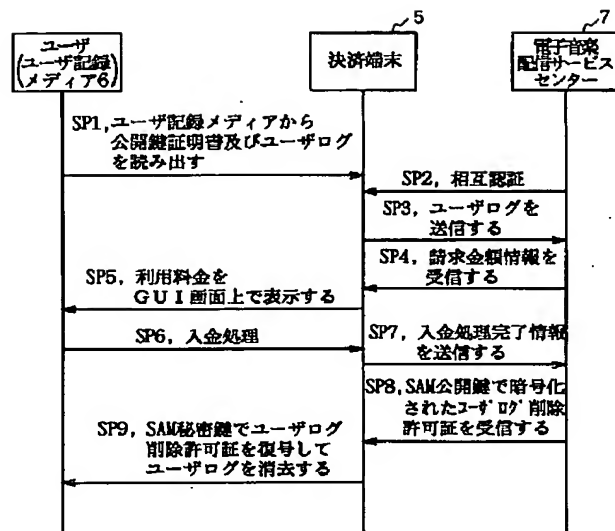 5
7
ユーザ
(ユーザ記録)
メディア6
決済端末
電子音楽
配信サービス
センター
SP1, ユーザ記録メディアから
公開鍵証明書及びユーザログ
を読み出す
SP2, 相互認証
SP3, ユーザログを
送信する
SP4, 請求金額情報を
受信する
SP5, 利用料金を
GUI画面上で表示する
SP6, 入金処理
SP7, 入金処理完了情報
を送信する
SP8, SAM公開鍵で暗号化
されたユーザログ削除
許可証を受信する
SP9, SAM秘密鍵でユーザログ
削除許可証を復号して
ユーザログを消去する